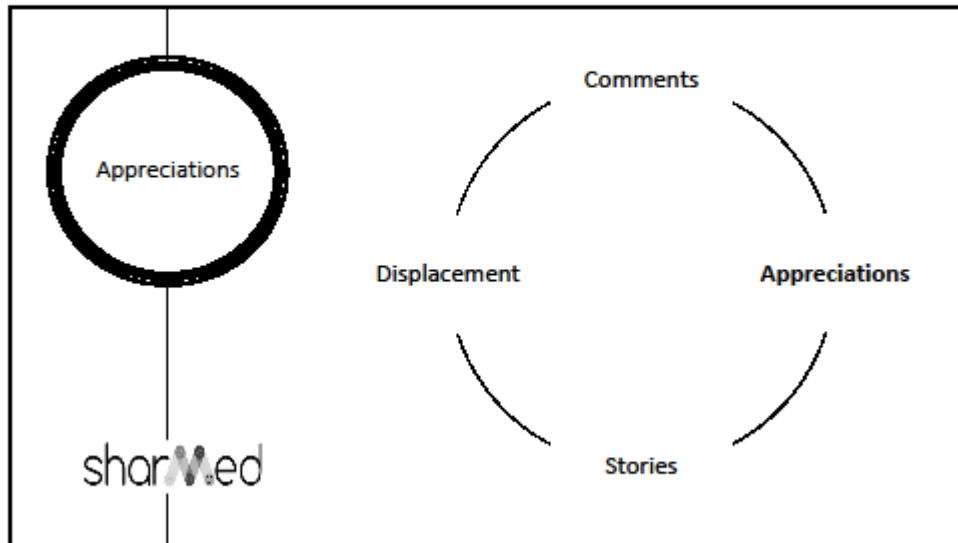 Appreciations
sharMed
Comments
Displacement
Appreciations
Stories